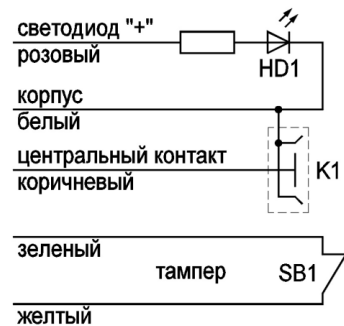 светодиод "+"
розовый
HD1
корпус
белый
центральный контакт
коричневый
K1
зеленый
тампер
SB1
желтый